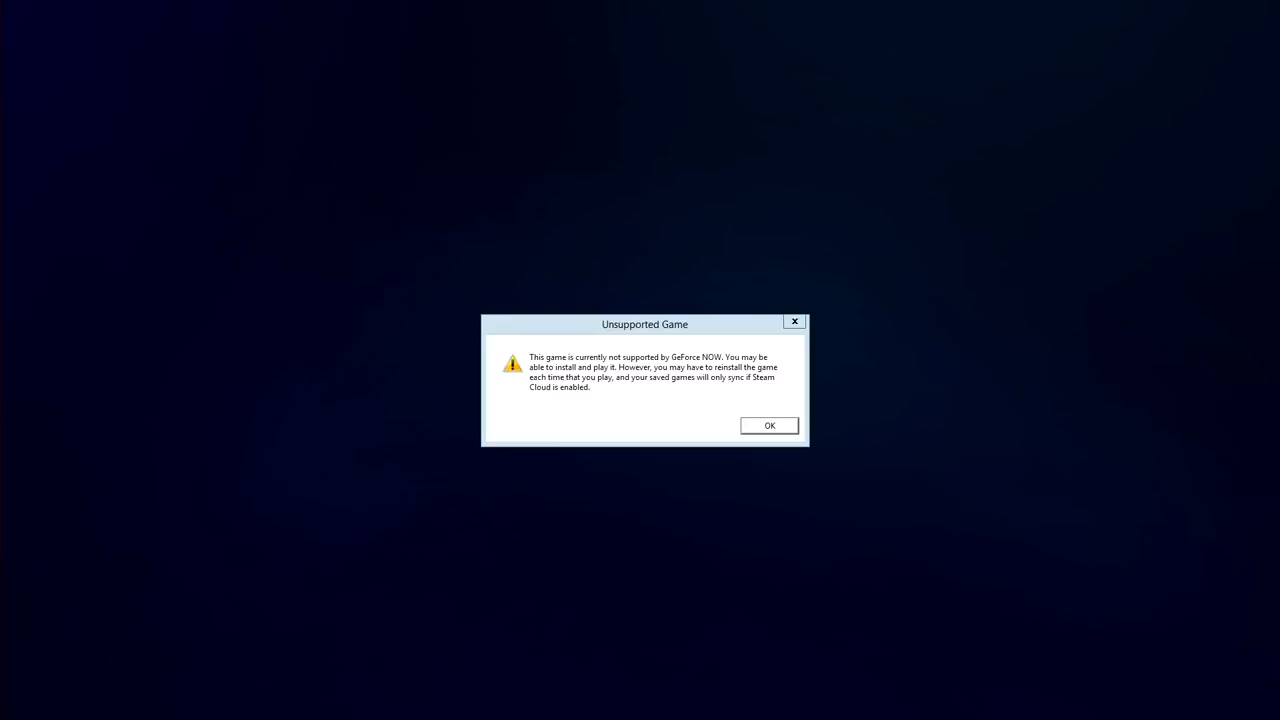 Unsupported Game
This game is currently not supported by GeForce NOW. You may be
able to install and play it. However, you may have to reinstall the game
each time that you play, and your saved games will only sync if Steam
Cloud is enabled.
OK